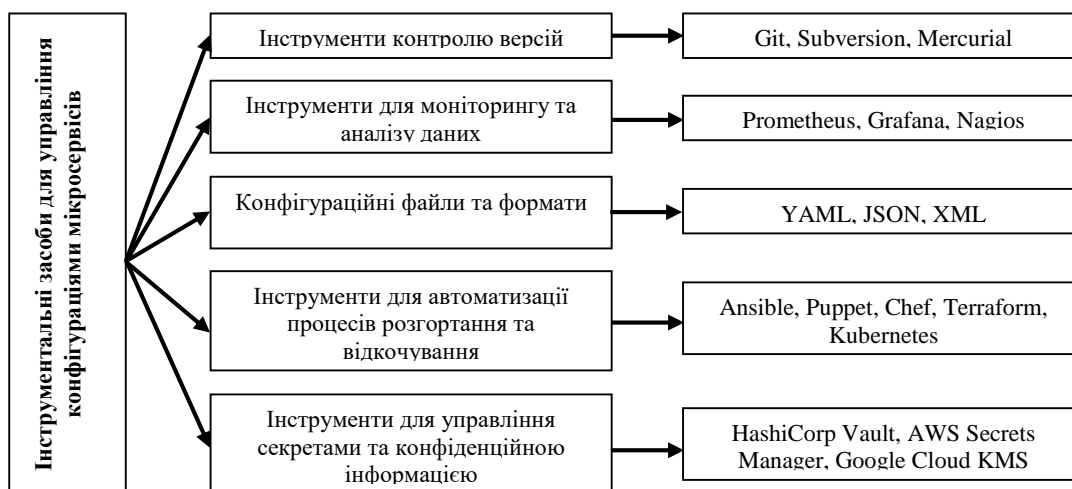 Інструментальні засоби для управління
конфігураціями мікросервісів
Інструменти контролю версій
Git, Subversion, Mercurial
Інструменти для моніторингу та
аналізу даних
Prometheus, Grafana, Nagios
Конфігураційні файли та формати
YAML, JSON, XML
Інструменти для автоматизації
процесів розгортання та
відкочування
Ansible, Puppet, Chef, Terraform,
Kubernetes
Інструменти для управління
секретами та конфіденційною
інформацією
HashiCorp Vault, AWS Secrets
Manager, Google Cloud KMS